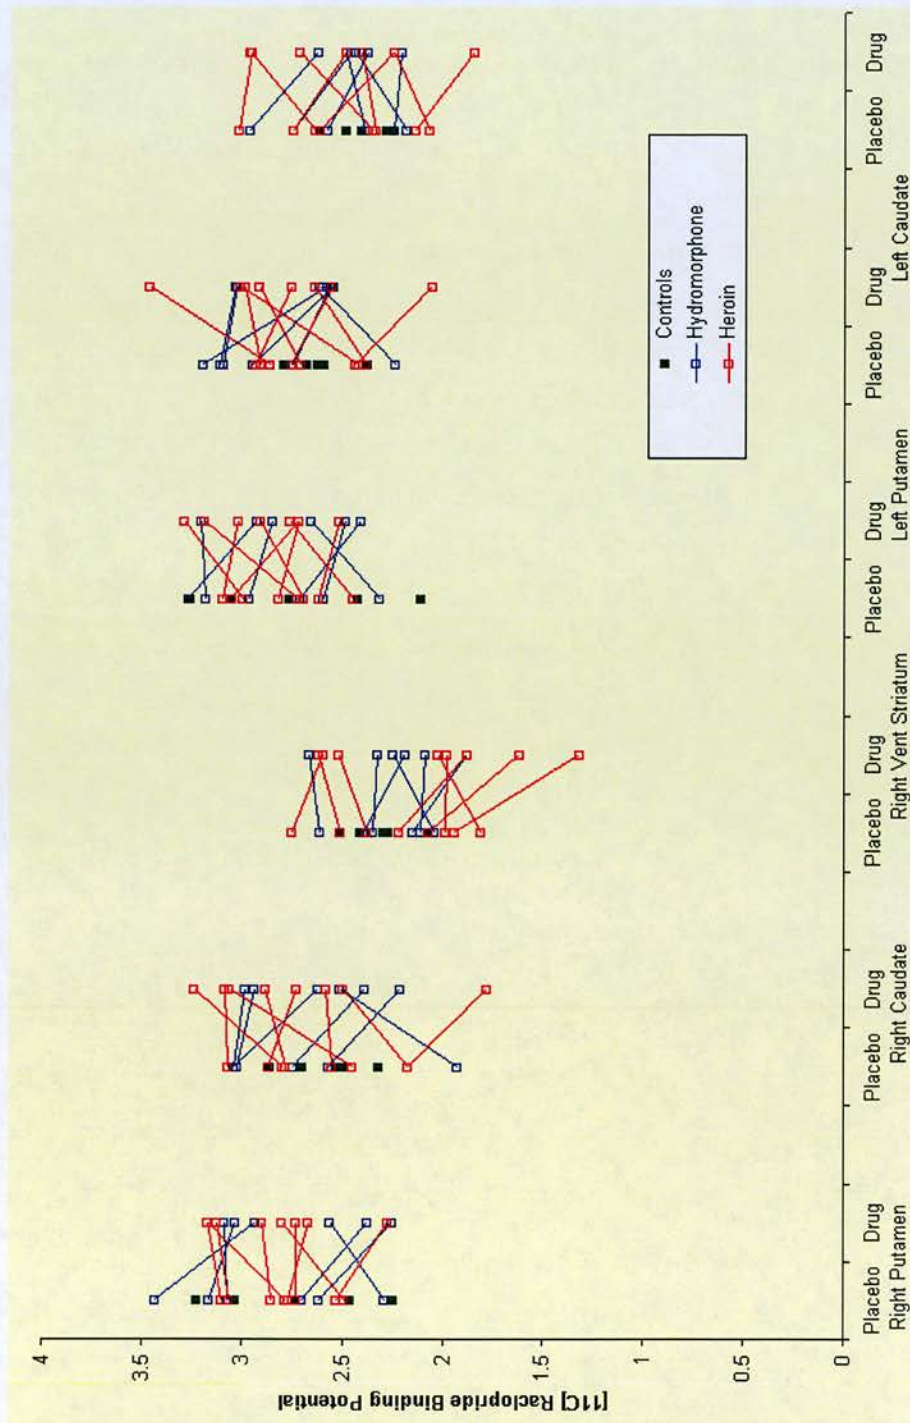 [11C] Raclopride Binding Potential
4
3.5
3
2.5
2
1.5
1
0.5
0
Placebo Drug Placebo Drug Placebo Drug Placebo Drug Placebo Drug Placebo Drug
Right Putamen Right Caudate Right Vent Striatum Left Putamen Left Caudate
Controls
Hydromorphone
Heroin